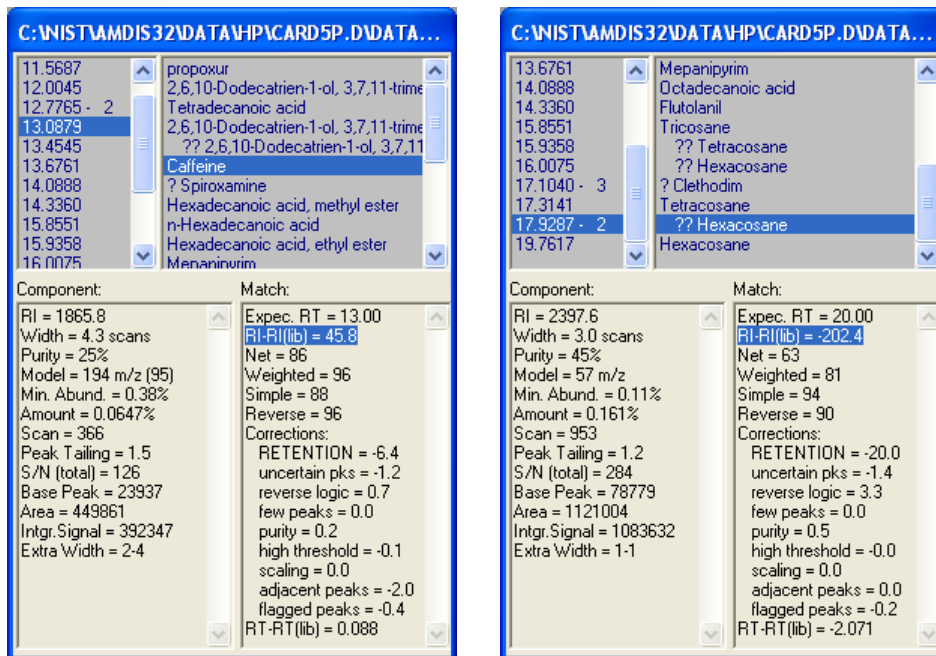 C:\NIST\AMDIS32\DATA\HP\CARD5P.D\DATA...
11.5687
12.0045
12.7765 - 2
13.0879
13.4545
13.6761
14.0888
14.3360
15.8551
15.9358
16.0075
propoxur
2,6,10-Dodecatrien-1-ol, 3,7,11-trime
Tetradecanoic acid
2,6,10-Dodecatrien-1-ol, 3,7,11-trime
?? 2,6,10-Dodecatrien-1-ol, 3,7,11
Caffeine
? Spiroxamine
Hexadecanoic acid, methyl ester
n-Hexadecanoic acid
Hexadecanoic acid, ethyl ester
Mepanipyrim
Component:
RI = 1865.8
Width = 4.3 scans
Purity = 25%
Model = 194 m/z (95)
Min. Abund. = 0.38%
Amount = 0.0647%
Scan = 366
Peak Tailing = 1.5
S/N (total) = 126
Base Peak = 23937
Area = 449861
Intgr.Signal = 392347
Extra Width = 2-4
Match:
Expec. RT = 13.00
RI-RI(lib) = 45.8
Net = 86
Weighted = 96
Simple = 88
Reverse = 96
Corrections:
RETENTION = -6.4
uncertain pks = -1.2
reverse logic = 0.7
few peaks = 0.0
purity = 0.2
high threshold = -0.1
scaling = 0.0
adjacent peaks = -2.0
flagged peaks = -0.4
RT-RT(lib) = 0.088
C:\NIST\AMDIS32\DATA\HP\CARD5P.D\DATA...
13.6761
14.0888
14.3360
15.8551
15.9358
16.0075
17.1040 - 3
17.3141
17.9287 - 2
19.7617
Mepanipyrim
Octadecanoic acid
Flutolanil
Tricosane
?? Tetracosane
?? Hexacosane
? Clethodim
Tetracosane
?? Hexacosane
Hexacosane
Component:
RI = 2397.6
Width = 3.0 scans
Purity = 45%
Model = 57 m/z
Min. Abund. = 0.11%
Amount = 0.161%
Scan = 953
Peak Tailing = 1.2
S/N (total) = 284
Base Peak = 78779
Area = 1121004
Intgr.Signal = 1083632
Extra Width = 1-1
Match:
Expec. RT = 20.00
RI-RI(lib) = -202.4
Net = 63
Weighted = 81
Simple = 94
Reverse = 90
Corrections:
RETENTION = -20.0
uncertain pks = -1.4
reverse logic = 3.3
few peaks = 0.0
purity = 0.5
high threshold = -0.0
scaling = 0.0
adjacent peaks = 0.0
flagged peaks = -0.2
RT-RT(lib) = -2.071